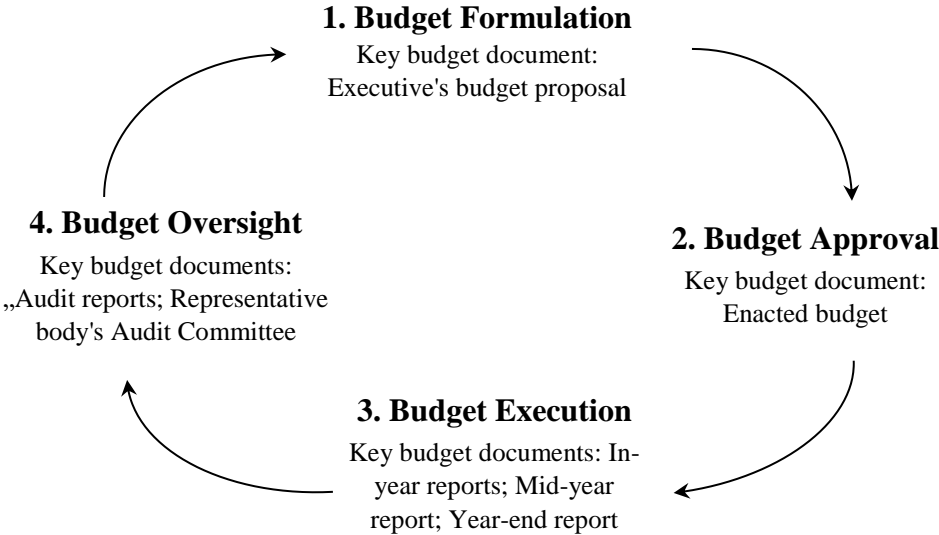 1. Budget Formulation
Key budget document:
Executive's budget proposal
2. Budget Approval
Key budget document:
Enacted budget
3. Budget Execution
Key budget documents: In-
year reports; Mid-year
report; Year-end report
4. Budget Oversight
Key budget documents:
„Audit reports; Representative
body's Audit Committee